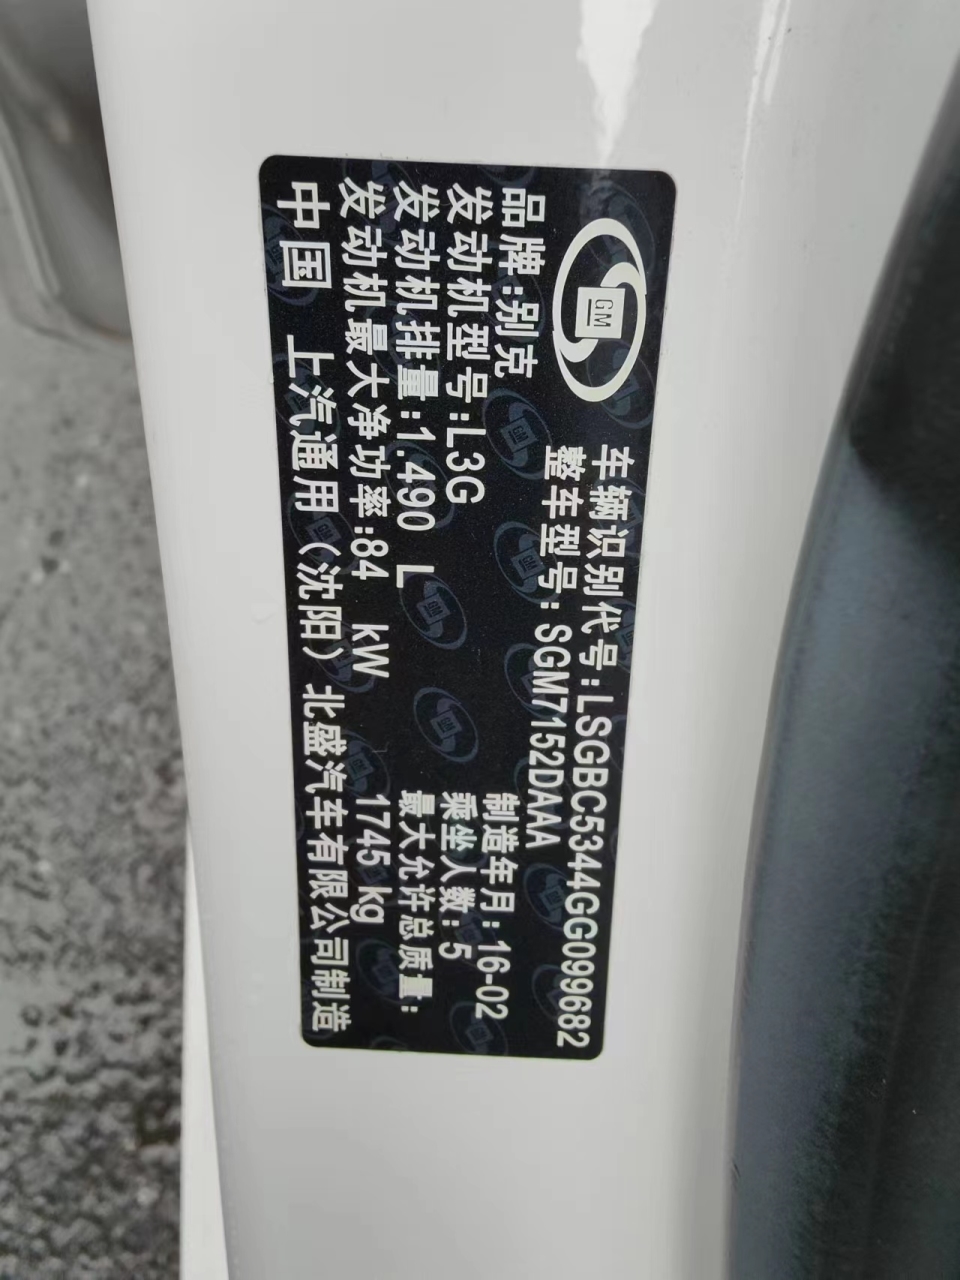 GM
车辆识别代号:LSGBC5344GG099682
整车型号:SGM7152DAAA
品牌:别克
发动机型号:L3G
制造年月:16-02
发动机排量:1.490 L
乘坐人数:5
发动机最大净功率:84 kW
最大允许总质量:
1745 kg
中国 上汽通用(沈阳)北盛汽车有限公司制造